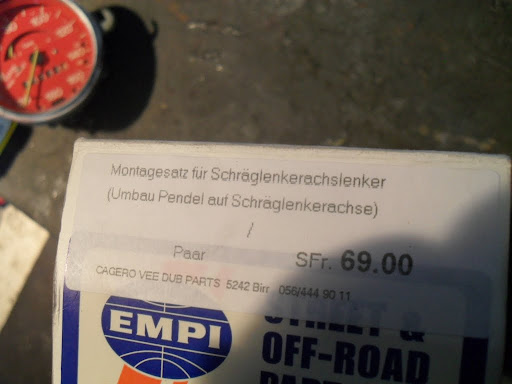 Montagesatz für Schräglenkerachslenker
(Umbau Pendel auf Schräglenkerachse)
/
Paar SFr. 69.00
CAGERO VEE DUB PARTS 5242 Birr 056/444 90 11
EMPI
STREET &
OFF-ROAD
PARTS